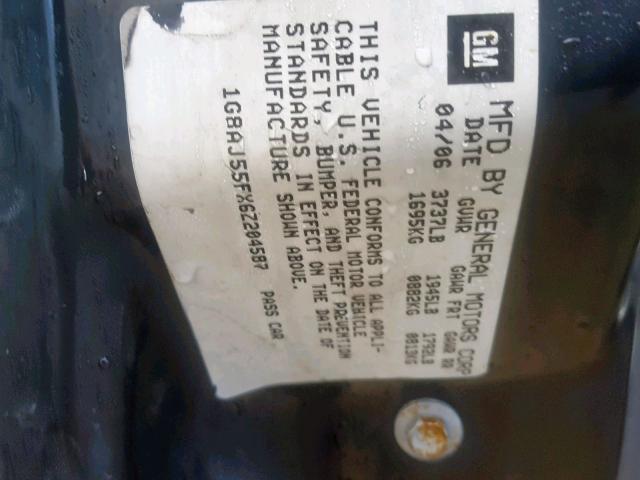 GM MFD BY GENERAL MOTORS CORP
DATE GVWR GAWR FRT GAWR RR
04/06 3737LB 1945LB 1792LB
1695KG 0882KG 0813KG
THIS VEHICLE CONFORMS TO ALL APPLI-
CABLE U.S. FEDERAL MOTOR VEHICLE
SAFETY, BUMPER, AND THEFT PREVENTION
STANDARDS IN EFFECT ON THE DATE OF
MANUFACTURE SHOWN ABOVE.
1G8AJ55FX6Z204587 PASS CAR